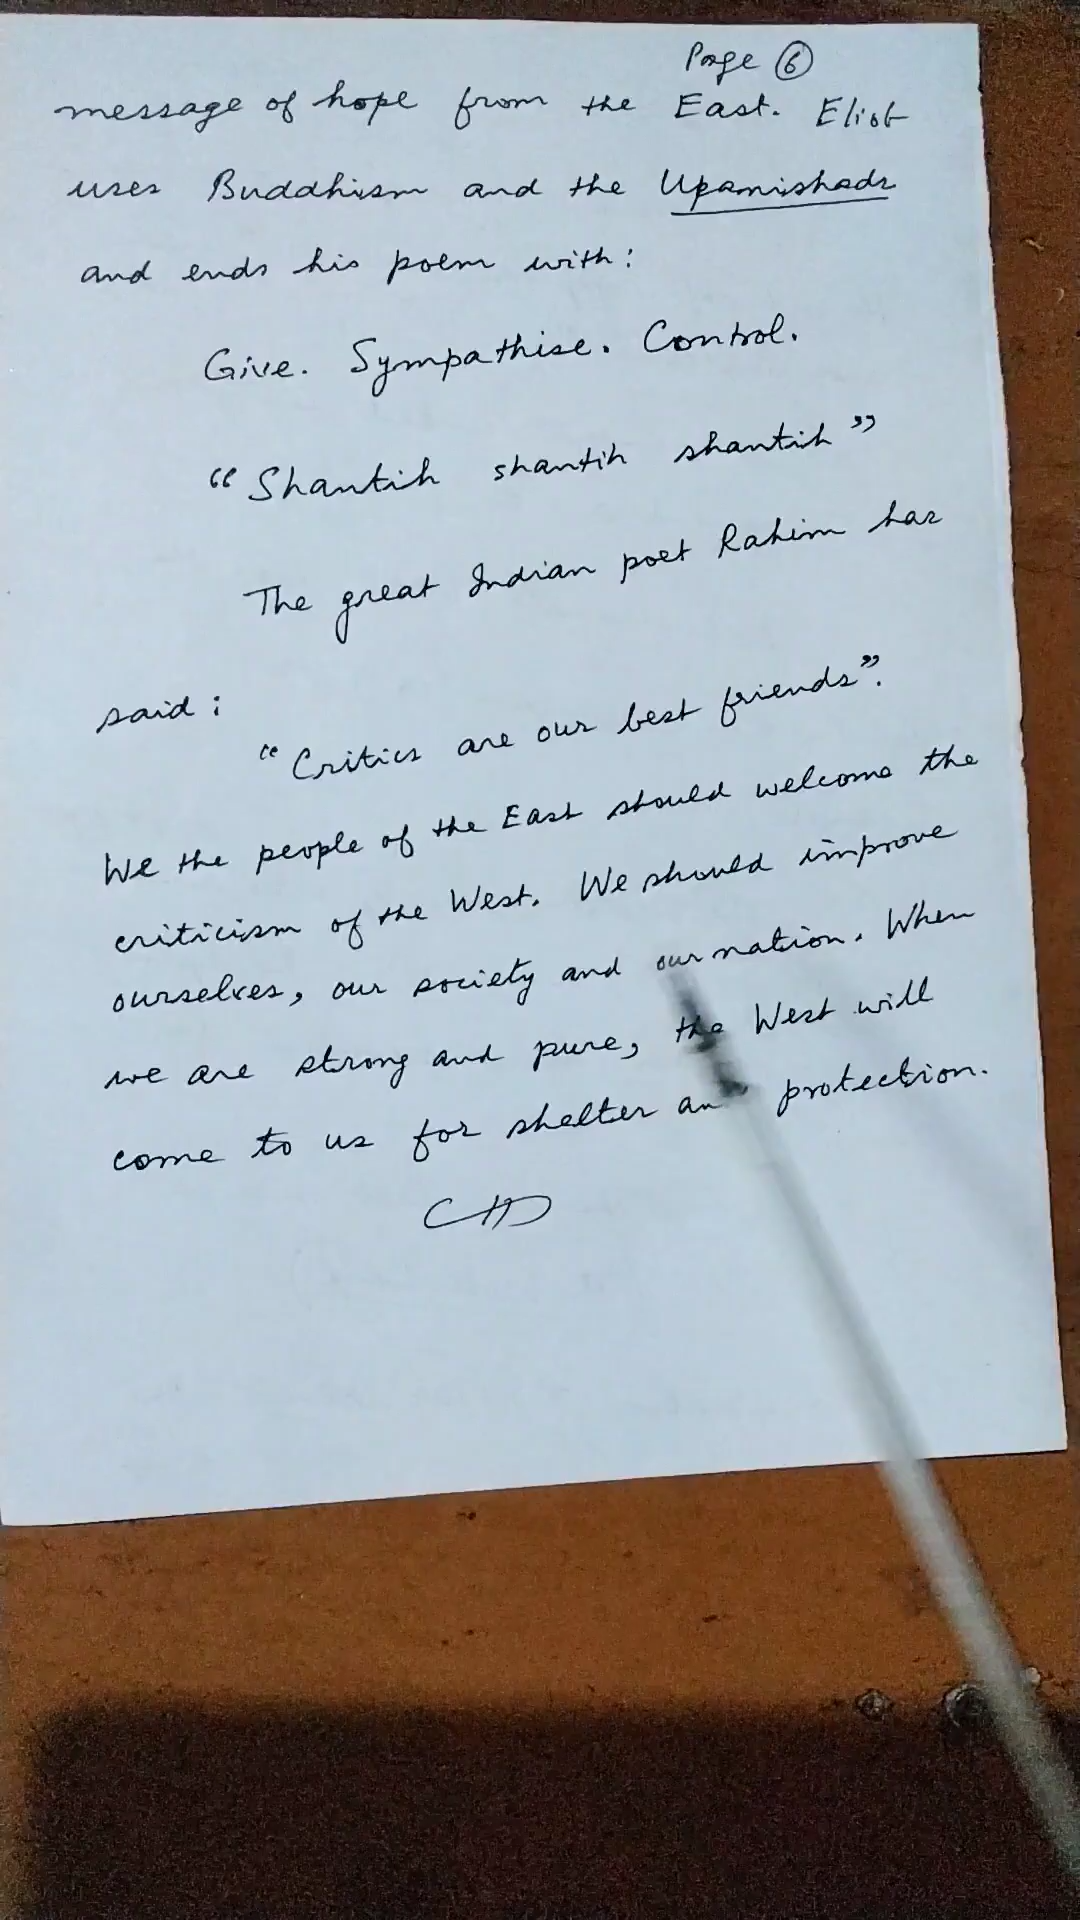 Page 6
message of hope from the East. Eliot
uses Buddhism and the Upanishads
and ends his poem with:
Give. Sympathise. Control.
"Shantih shantih shantih"
The great Indian poet Rahim has
said:
"Critics are our best friends".
We the people of the East should welcome the
criticism of the West. We should improve
ourselves, our society and our nation. When
we are strong and pure, the West will
come to us for shelter and protection.